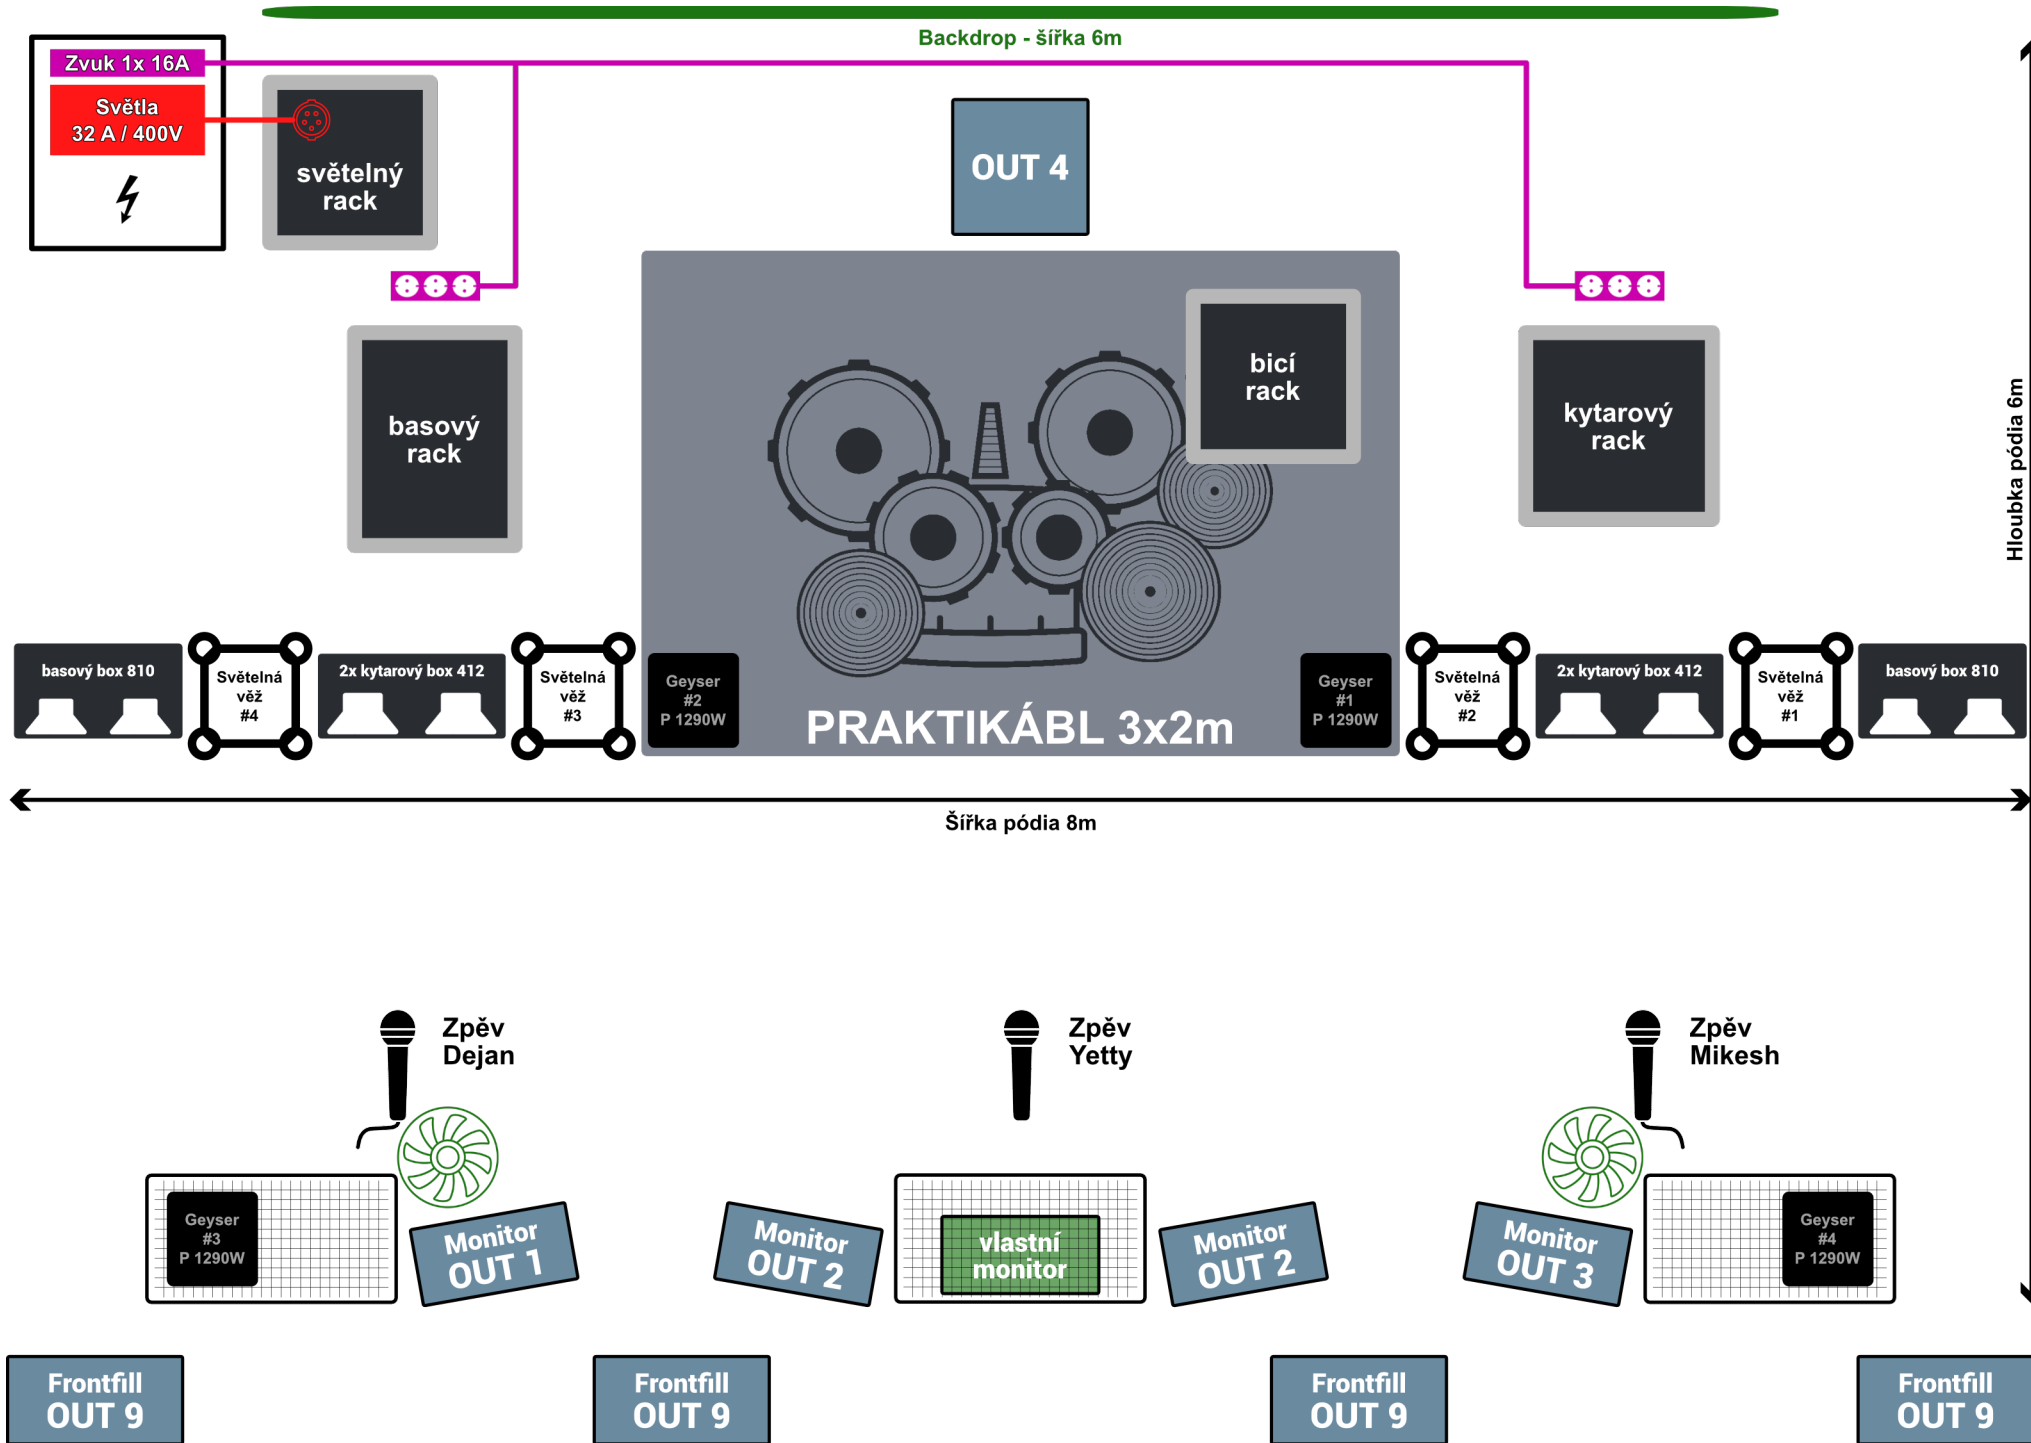 Backdrop - šířka 6m
Zvuk 1x 16A
Světla
32 A / 400V
světelný
rack
OUT 4
basový
rack
bicí
rack
kytarový
rack
Hloubka pódia 6m
basový box 810
Světelná
věž
#4
2x kytarový box 412
Světelná
věž
#3
Geyser
#2
P 1290W
PRAKTIKÁBL 3x2m
Geyser
#1
P 1290W
Světelná
věž
#2
2x kytarový box 412
Světelná
věž
#1
basový box 810
Šířka pódia 8m
Zpěv
Dejan
Zpěv
Yetty
Zpěv
Mikesh
Geyser
#3
P 1290W
Monitor
OUT 1
Monitor
OUT 2
vlastní
monitor
Monitor
OUT 2
Monitor
OUT 3
Geyser
#4
P 1290W
Frontfill
OUT 9
Frontfill
OUT 9
Frontfill
OUT 9
Frontfill
OUT 9